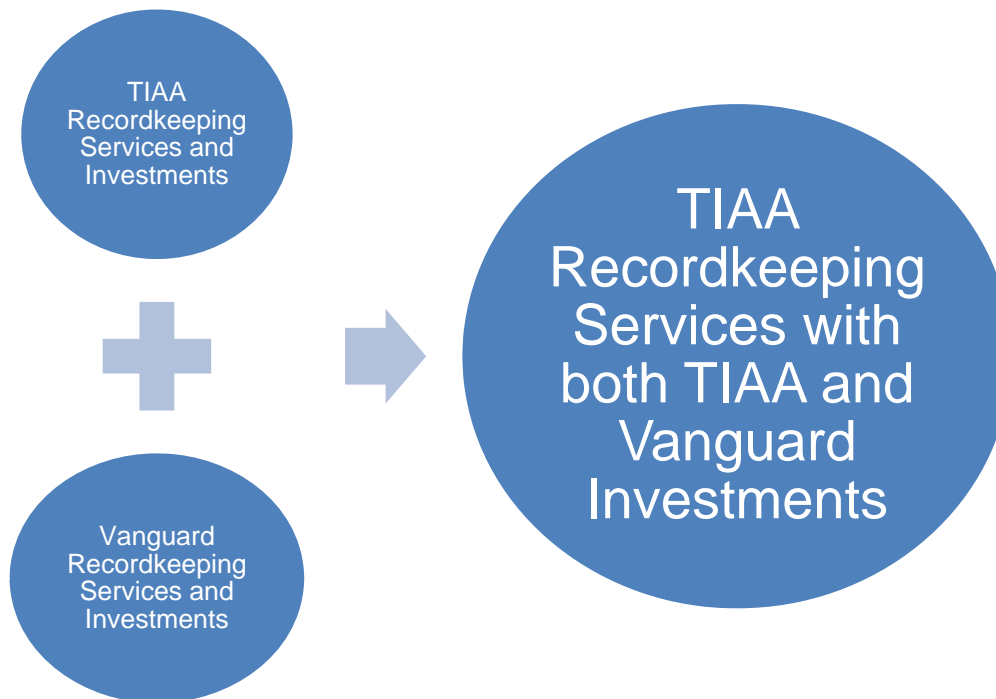 TIAA
Recordkeeping
Services and
Investments
Vanguard
Recordkeeping
Services and
Investments
TIAA
Recordkeeping
Services with
both TIAA and
Vanguard
Investments